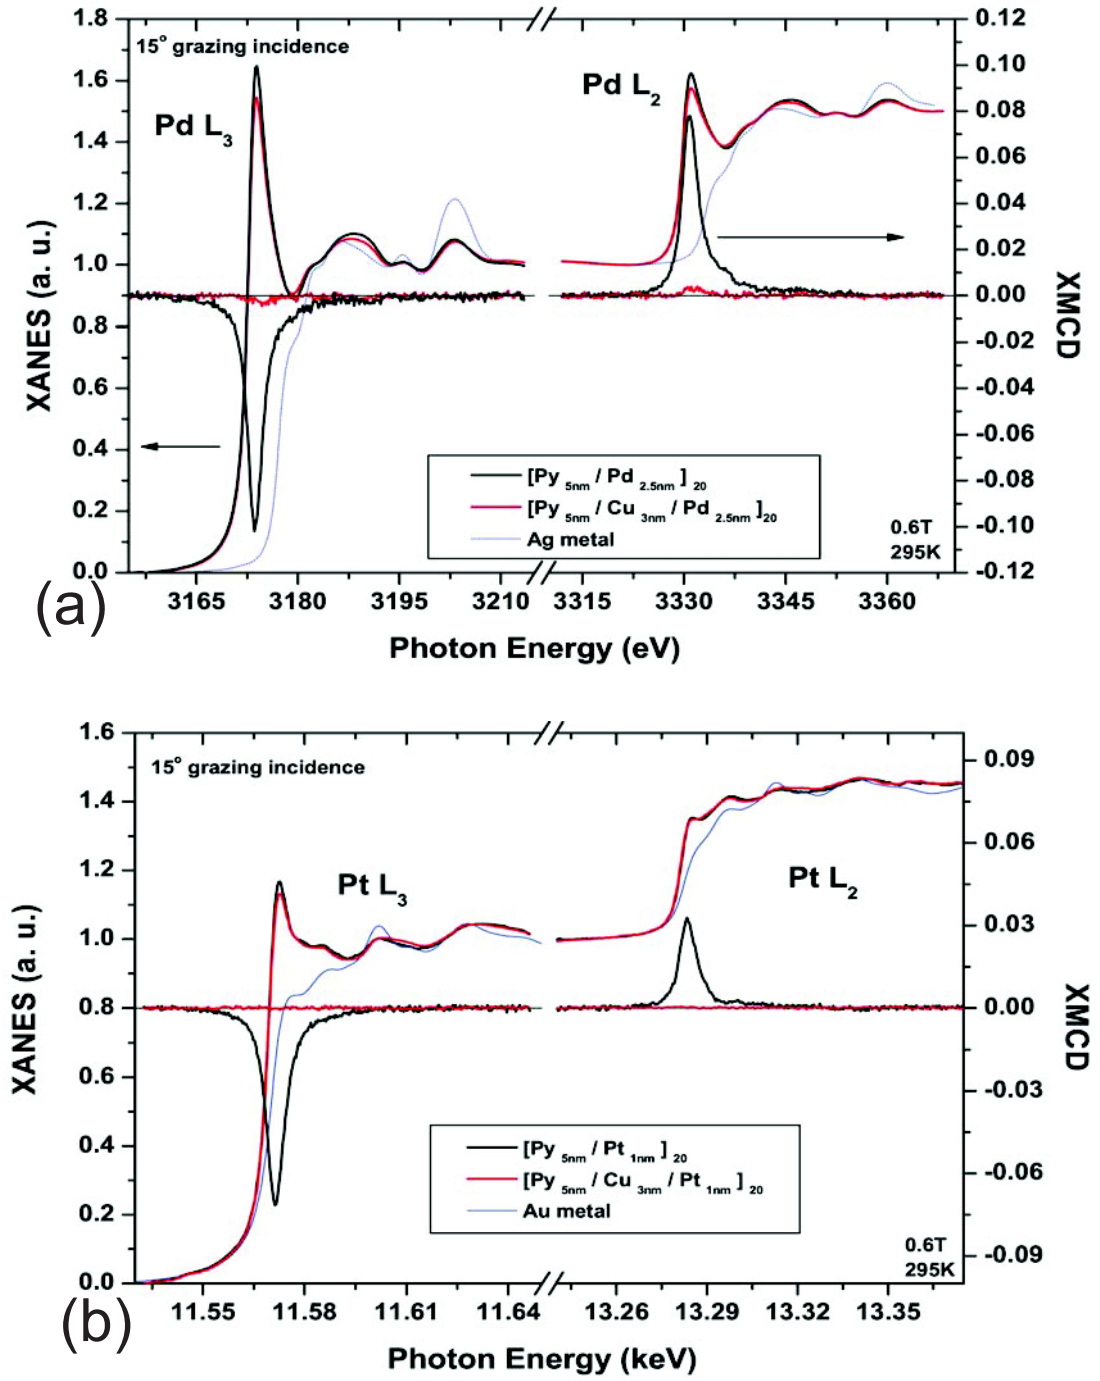 15° grazing incidence
Pd L3
Pd L2
1.8
1.6
1.4
1.2
1.0
0.8
0.6
0.4
0.2
0.0
XANES (a. u.)
0.12
0.10
0.08
0.06
0.04
0.02
0.00
-0.02
-0.04
-0.06
-0.08
-0.10
-0.12
XMCD
[Py 5nm / Pd 2.5nm ] 20
[Py 5nm / Cu 3nm / Pd 2.5nm ]20
Ag metal
0.6T
295K
3165 3180 3195 3210 3315 3330 3345 3360
(a)
Photon Energy (eV)
15° grazing incidence
Pt L3
Pt L2
1.6
1.4
1.2
1.0
0.8
0.6
0.4
0.2
0.0
XANES (a. u.)
0.09
0.06
0.03
0.00
-0.03
-0.06
-0.09
XMCD
[Py 5nm / Pt 1nm ] 20
[Py 5nm / Cu 3nm / Pt 1nm ] 20
Au metal
0.6T
295K
11.55 11.58 11.61 11.64 13.26 13.29 13.32 13.35
(b)
Photon Energy (keV)